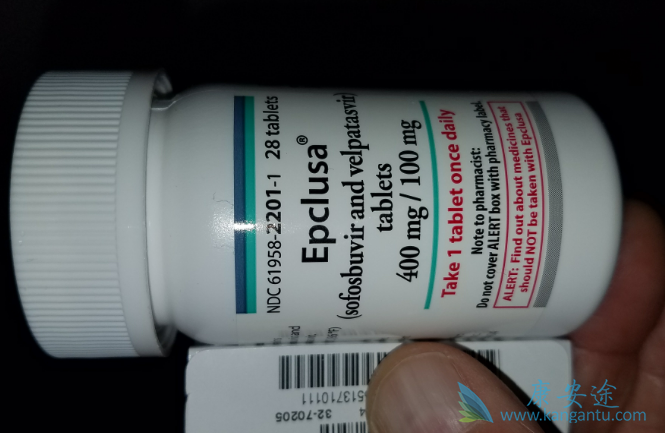 NDC 61958-2201-1 28 tablets
Epclusa®
(sofosbuvir and velpatasvir)
tablets
400 mg / 100 mg
Take 1 tablet once daily
Note to pharmacist:
Do not cover ALERT box with pharmacy label.
ALERT: Find out about medicines that
should NOT be taken with Epclusa
513710111
32-70205
康安途
www.kangantu.com